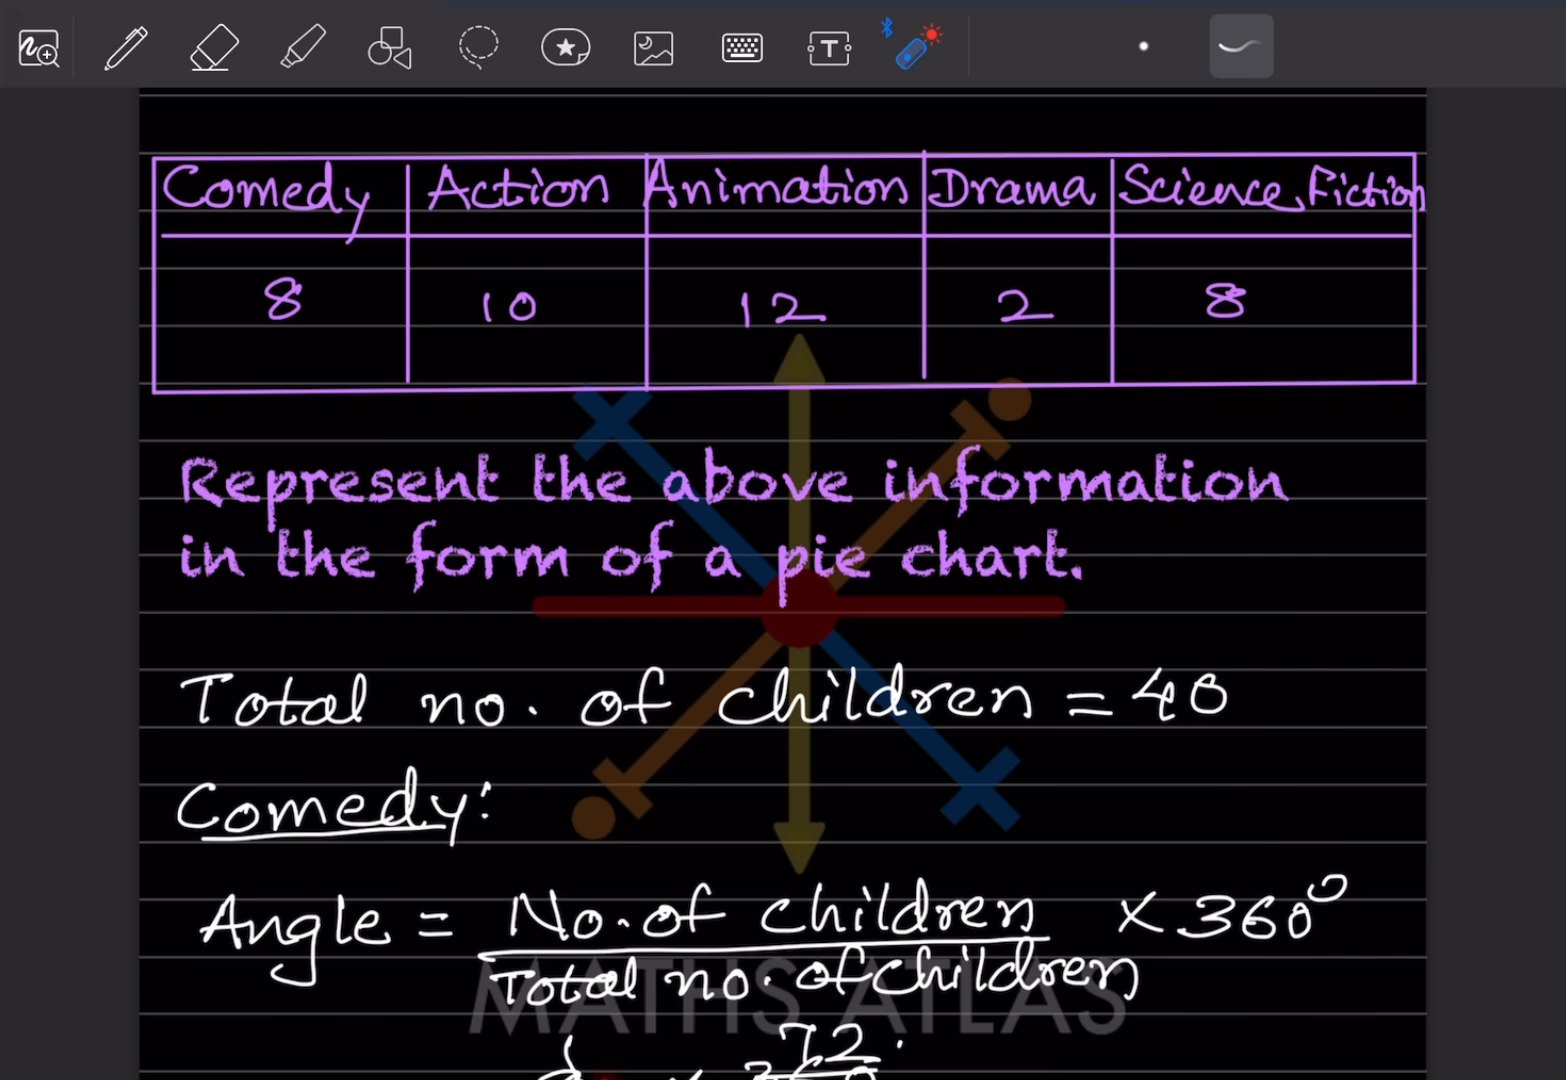 Comedy Action Animation Drama Science Fiction
8 10 12 2 8
Represent the above information
in the form of a pie chart.
Total no. of children = 40
Comedy:
Angle = No. of children × 360°
Total no. of children
MATHS ATLAS
72